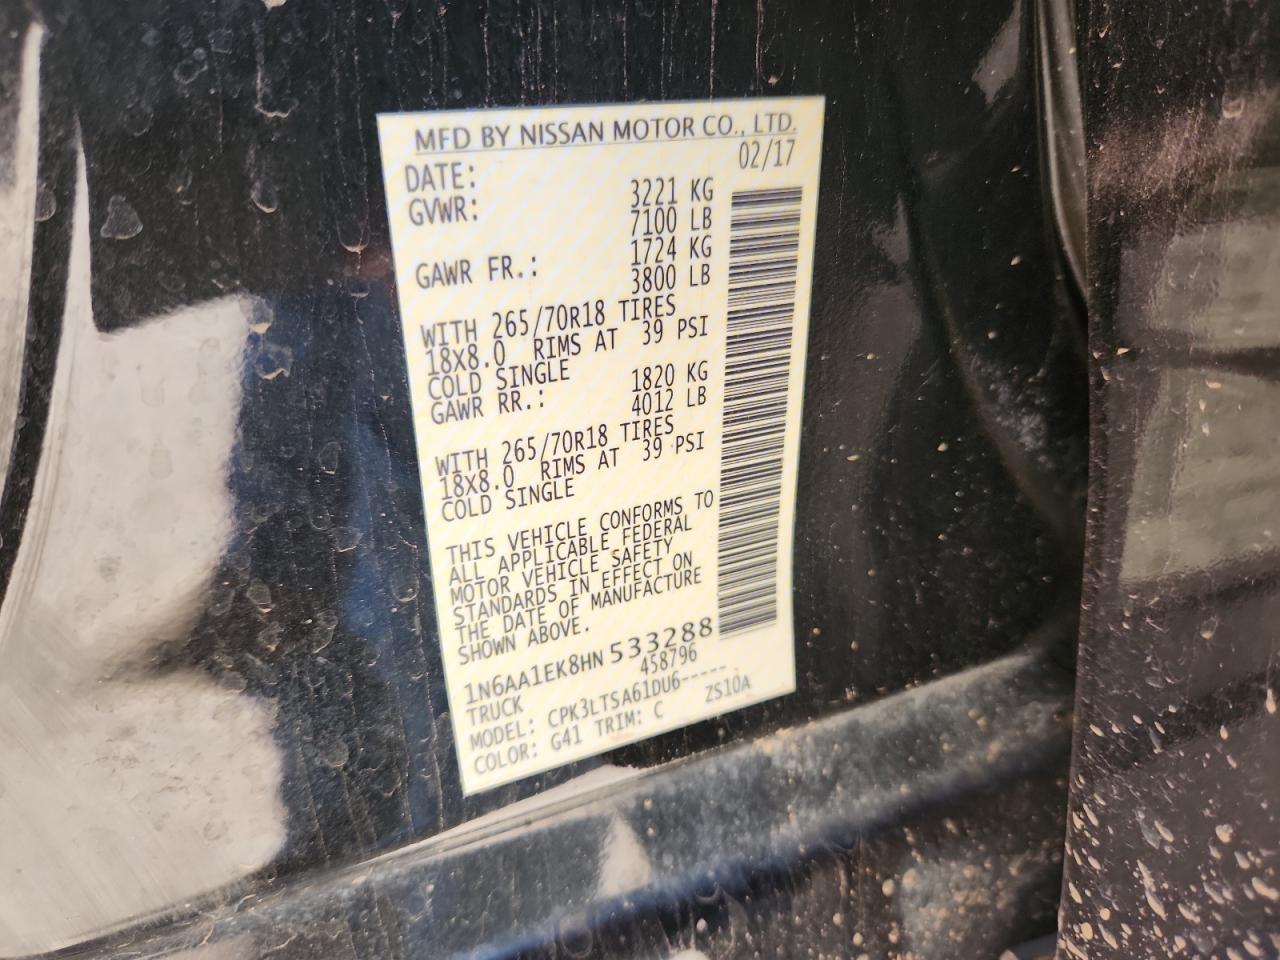 MFD BY NISSAN MOTOR CO., LTD.
DATE: 02/17
GVWR: 3221 KG
7100 LB
GAWR FR.: 1724 KG
3800 LB
WITH 265/70R18 TIRES
18X8.0 RIMS AT 39 PSI
COLD SINGLE
GAWR RR.: 1820 KG
4012 LB
WITH 265/70R18 TIRES
18X8.0 RIMS AT 39 PSI
COLD SINGLE
THIS VEHICLE CONFORMS TO
ALL APPLICABLE FEDERAL
MOTOR VEHICLE SAFETY
STANDARDS IN EFFECT ON
THE DATE OF MANUFACTURE
SHOWN ABOVE.
1N6AA1EK8HN533288
TRUCK 458796
MODEL: CPK3LTSA61DU6-----
COLOR: G41 TRIM: C ZS10A